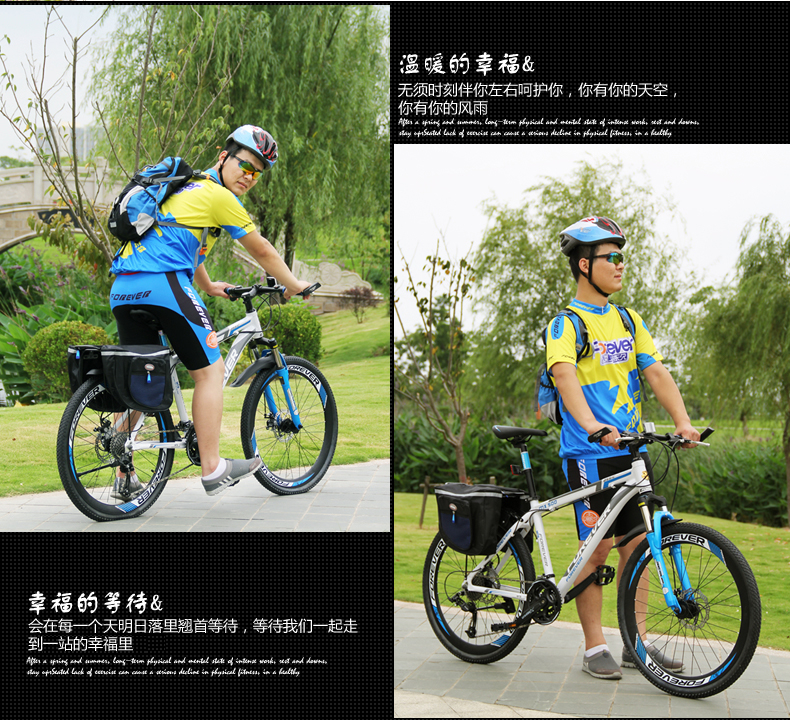 温暖的幸福&
无须时刻伴你左右呵护你，你有你的天空，
你有你的风雨
After a spring and summer, long-term physical and mental state of intense work, rest and downs,
stay uprSeated lack of exercise can cause a serious decline in physical fitness, in a healthy
FOREVER
FOREVER
FOREVER
Forever
FOREVER
FOREVER
FOREVER
FOREVER
幸福的等待&
会在每一个天明日落里翘首等待，等待我们一起走
到一站的幸福里
After a spring and summer, long-term physical and mental state of intense work, rest and downs,
stay uprSeated lack of exercise can cause a serious decline in physical fitness, in a healthy